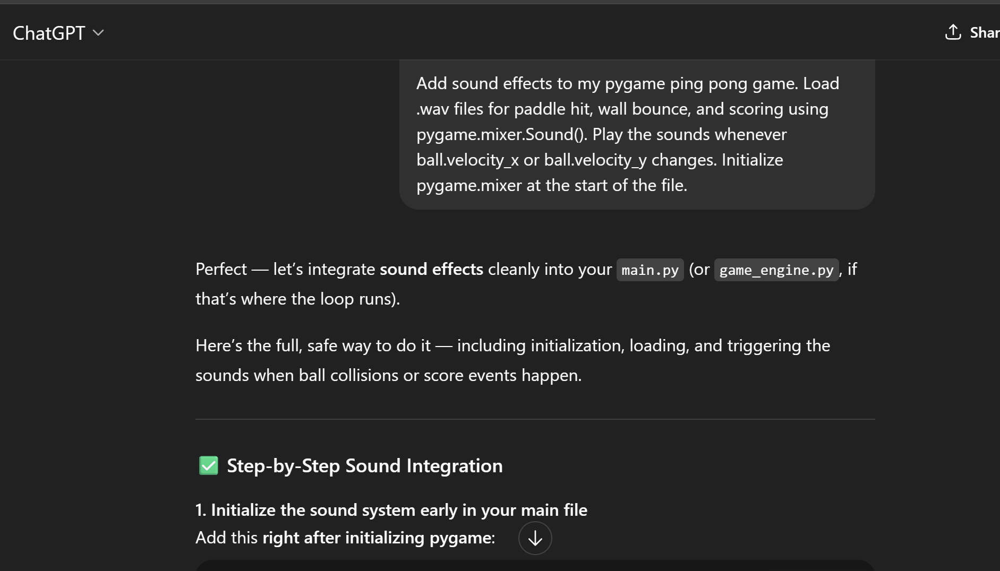 ChatGPT
Shar
Add sound effects to my pygame ping pong game. Load
.wav files for paddle hit, wall bounce, and scoring using
pygame.mixer.Sound(). Play the sounds whenever
ball.velocity_x or ball.velocity_y changes. Initialize
pygame.mixer at the start of the file.
Perfect — let’s integrate sound effects cleanly into your main.py (or game_engine.py, if
that’s where the loop runs).
Here’s the full, safe way to do it — including initialization, loading, and triggering the
sounds when ball collisions or score events happen.
✅ Step-by-Step Sound Integration
1. Initialize the sound system early in your main file
Add this right after initializing pygame: